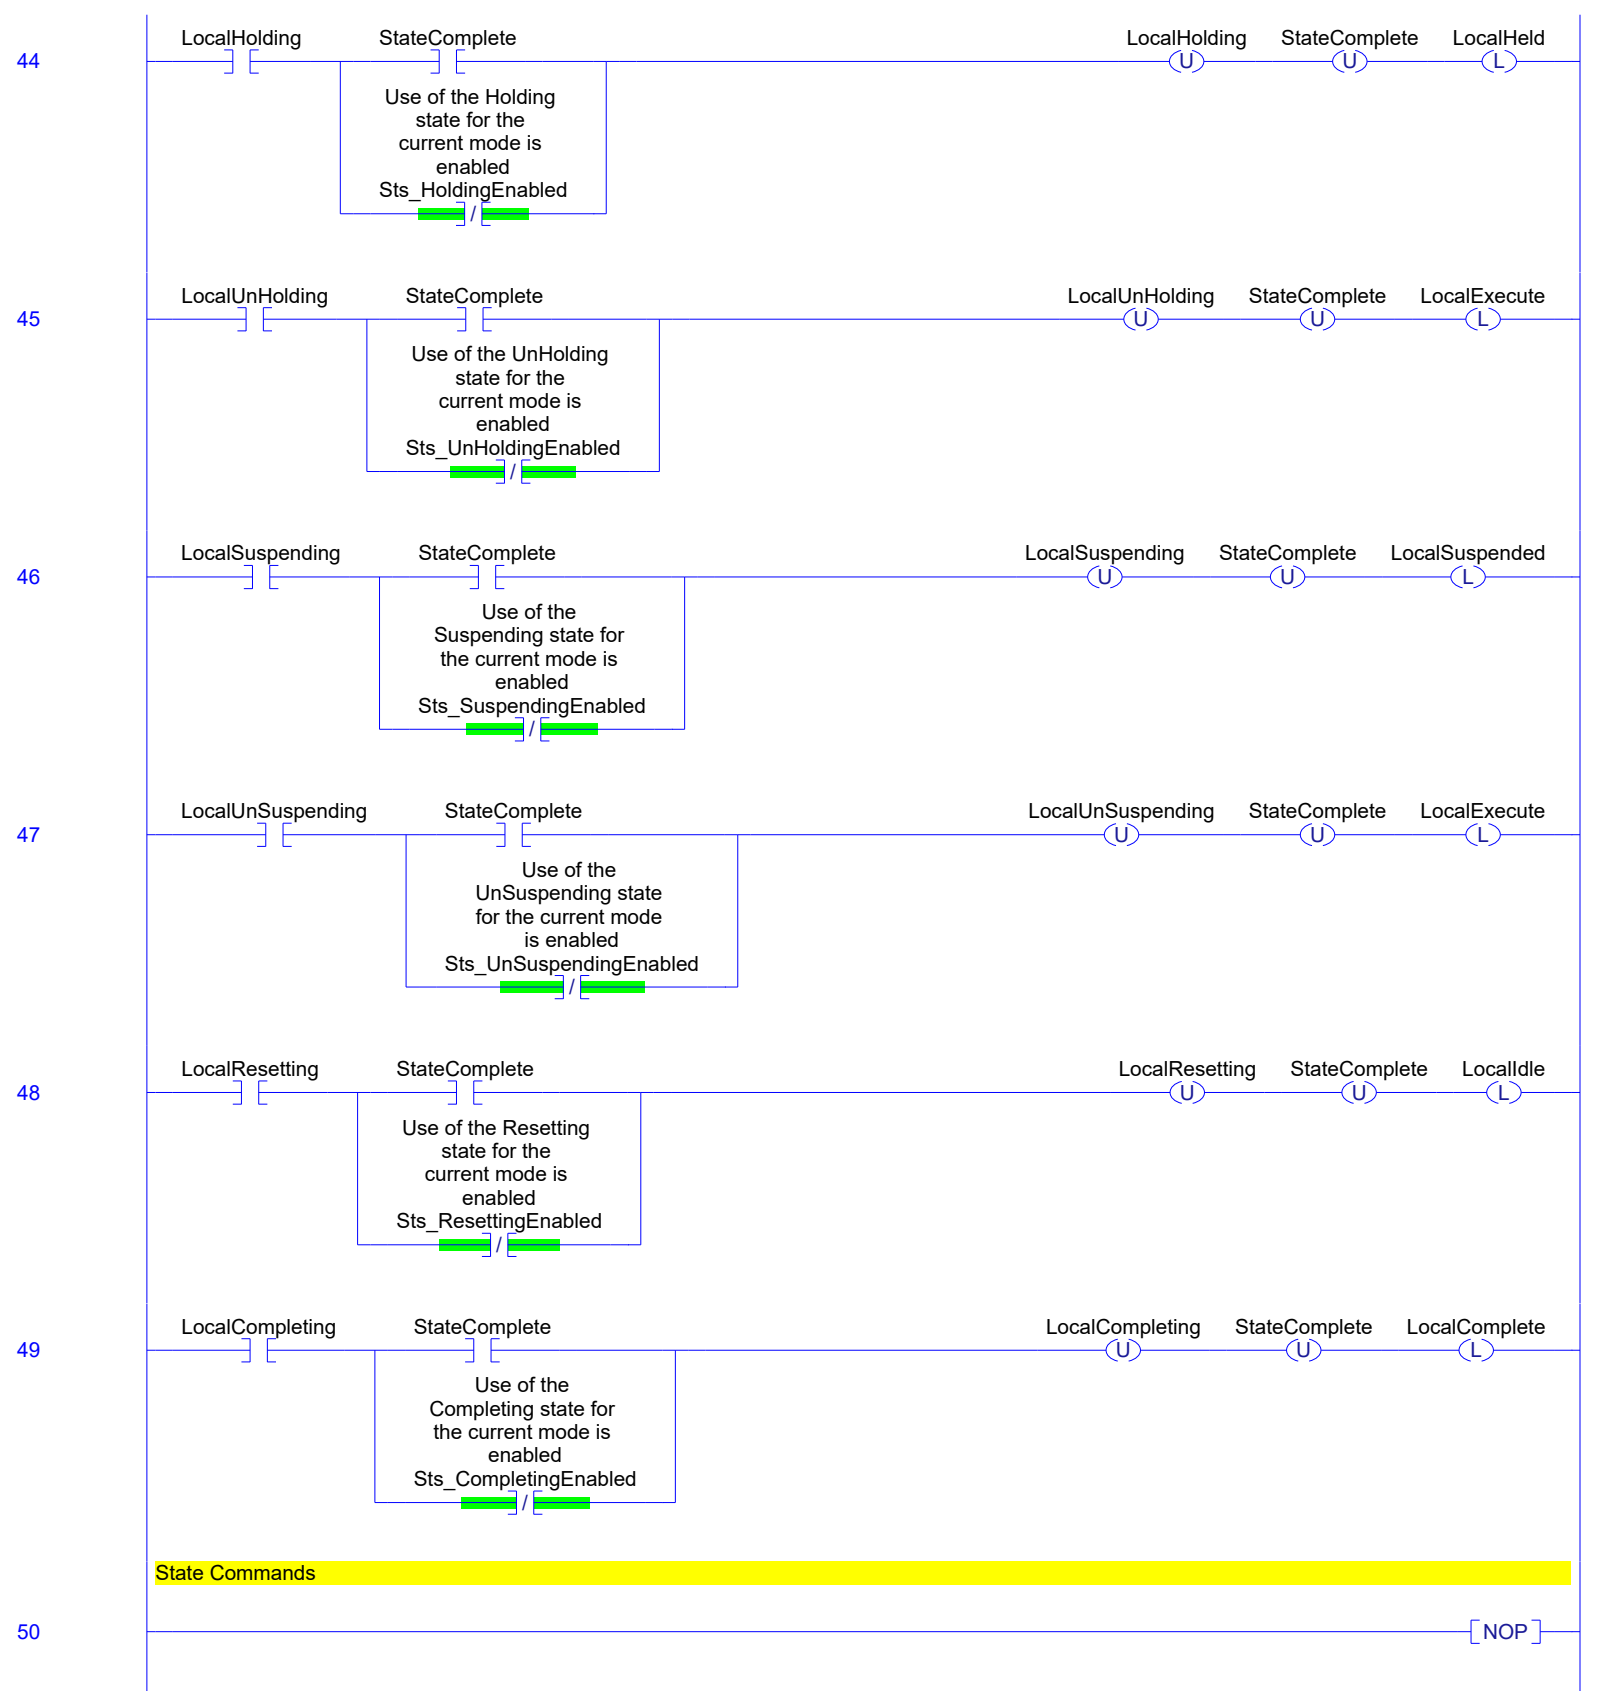 LocalHolding StateComplete LocalHolding StateComplete LocalHeld
44 U U L
Use of the Holding
state for the
current mode is
enabled
Sts_HoldingEnabled
/
LocalUnHolding StateComplete LocalUnHolding StateComplete LocalExecute
45 U U L
Use of the UnHolding
state for the
current mode is
enabled
Sts_UnHoldingEnabled
/
LocalSuspending StateComplete LocalSuspending StateComplete LocalSuspended
46 U U L
Use of the
Suspending state for
the current mode is
enabled
Sts_SuspendingEnabled
/
LocalUnSuspending StateComplete LocalUnSuspending StateComplete LocalExecute
47 U U L
Use of the
UnSuspending state
for the current mode
is enabled
Sts_UnSuspendingEnabled
/
LocalResetting StateComplete LocalResetting StateComplete LocalIdle
48 U U L
Use of the Resetting
state for the
current mode is
enabled
Sts_ResettingEnabled
/
LocalCompleting StateComplete LocalCompleting StateComplete LocalComplete
49 U U L
Use of the
Completing state for
the current mode is
enabled
Sts_CompletingEnabled
/
State Commands
50 NOP